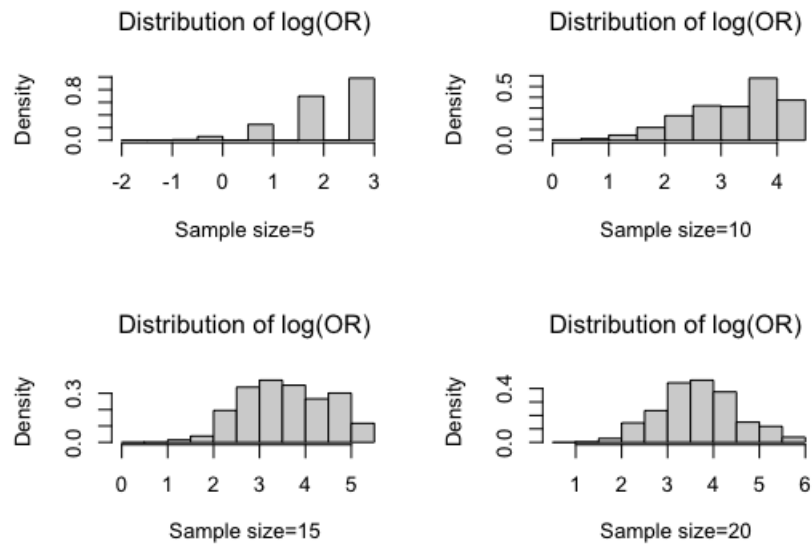 Distribution of log(OR)
Density
0.0 0.8
-2 -1 0 1 2 3
Sample size=5
Distribution of log(OR)
Density
0.0 0.5
0 1 2 3 4
Sample size=10
Distribution of log(OR)
Density
0.0 0.3
0 1 2 3 4 5
Sample size=15
Distribution of log(OR)
Density
0.0 0.4
1 2 3 4 5 6
Sample size=20